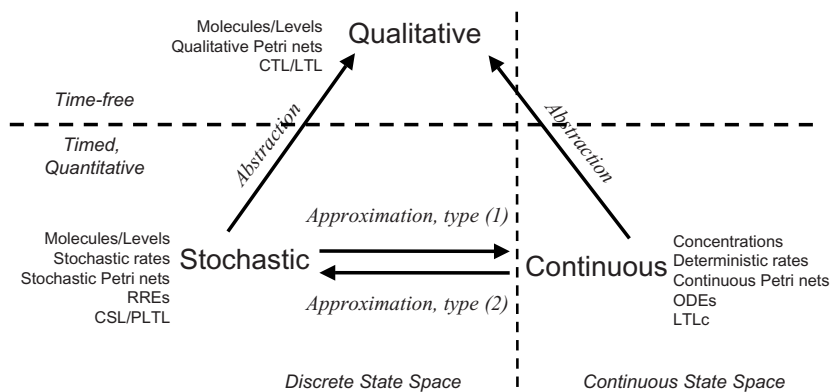 Molecules/Levels
Qualitative Petri nets
CTL/LTL
Qualitative
Time-free
Timed,
Quantitative
Abstraction
Abstraction
Approximation, type (1)
Molecules/Levels
Stochastic rates
Stochastic Petri nets
RREs
CSL/PLTL
Stochastic
Continuous
Concentrations
Deterministic rates
Continuous Petri nets
ODEs
LTLc
Approximation, type (2)
Discrete State Space
Continuous State Space